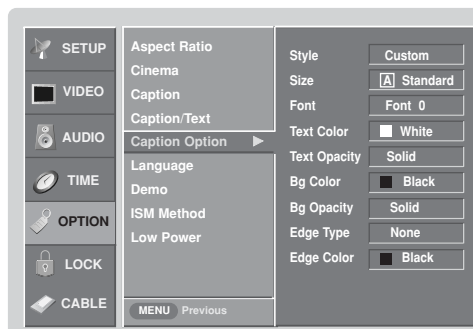 SETUP
VIDEO
AUDIO
TIME
OPTION
LOCK
CABLE
Aspect Ratio
Cinema
Caption
Caption/Text
Caption Option
Language
Demo
ISM Method
Low Power
MENU Previous
Style Custom
Size A Standard
Font Font 0
Text Color White
Text Opacity Solid
Bg Color Black
Bg Opacity Solid
Edge Type None
Edge Color Black